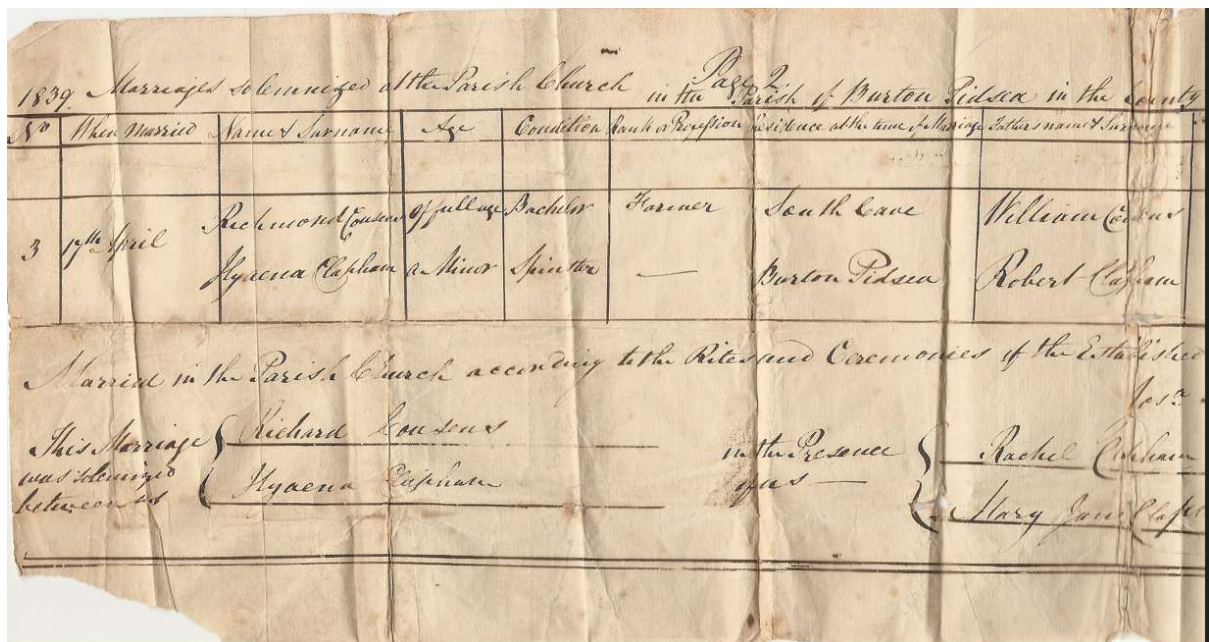 Page 2
1839. Marriages solemnized at the Parish Church in the Parish of Burton Pidsea in the County
No When Married Name & Surname Age Condition Rank or Profession Residence at the time of Marriage Father's name & Surname
3 17th April Richmond Cousens Of full age Bachelor Farmer South Cave William Cousens
Hyaena Clapham a Minor Spinster — Burton Pidsea Robert Clapham
Married in the Parish Church according to the Rites and Ceremonies of the Established
Josa
This Marriage was solemnized between us { Richard Cousens
Hyaena Clapham
in the Presence of us — { Rachel Clapham
Mary Jane Clap